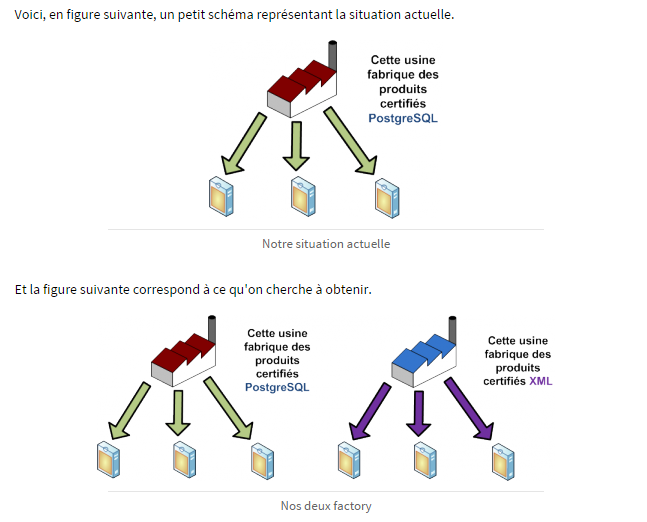 Voici, en figure suivante, un petit schéma représentant la situation actuelle.
Cette usine
fabrique des
produits
certifiés
PostgreSQL
Notre situation actuelle
Et la figure suivante correspond à ce qu'on cherche à obtenir.
Cette usine
fabrique des
produits
certifiés
PostgreSQL
Cette usine
fabrique des
produits
certifiés XML
Nos deux factory